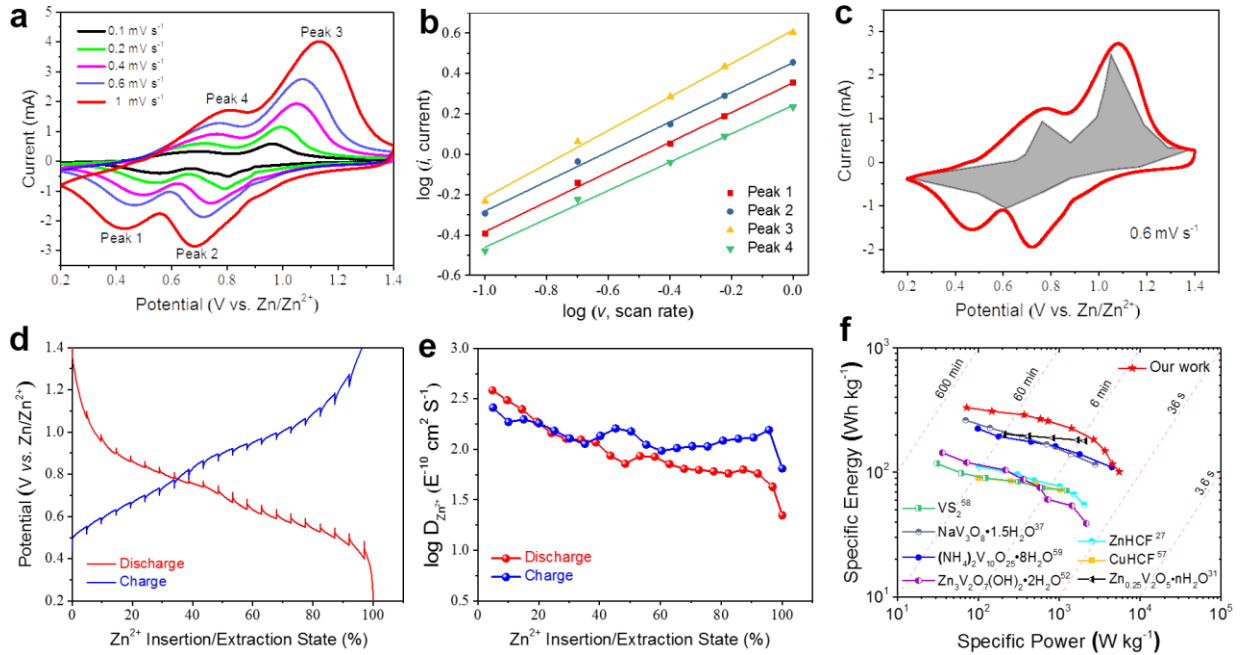 a
5
4
3
2
1
0
-1
-2
-3
-4
Current (mA)
0.1 mV s⁻¹
0.2 mV s⁻¹
0.4 mV s⁻¹
0.6 mV s⁻¹
1 mV s⁻¹
Peak 3
Peak 4
Peak 1
Peak 2
0.2 0.4 0.6 0.8 1.0 1.2 1.4
Potential (V vs. Zn/Zn²⁺)
b
0.6
0.4
0.2
0.0
-0.2
-0.4
-0.6
log (i, current)
Peak 1
Peak 2
Peak 3
Peak 4
-1.0 -0.8 -0.6 -0.4 -0.2 0.0
log (v, scan rate)
c
3
2
1
0
-1
-2
Current (mA)
0.6 mV s⁻¹
0.2 0.4 0.6 0.8 1.0 1.2 1.4
Potential (V vs. Zn/Zn²⁺)
d
1.4
1.2
1.0
0.8
0.6
0.4
0.2
Potential (V vs. Zn/Zn²⁺)
Discharge
Charge
0 20 40 60 80 100
Zn²⁺ Insertion/Extraction State (%)
e
3.0
2.5
2.0
1.5
1.0
0.5
log D Zn²⁺ (E⁻¹⁰ cm² S⁻¹)
Discharge
Charge
0 20 40 60 80 100
Zn²⁺ Insertion/Extraction State (%)
f
10³
10²
10¹
Specific Energy (Wh kg⁻¹)
600 min
60 min
6 min
36 s
3.6 s
Our work
VS₂⁵⁸
NaV₃O₈•1.5H₂O³⁷
(NH₄)₂V₁₀O₂₅•8H₂O⁵⁹
Zn₃V₂O₇(OH)₂•2H₂O⁵²
ZnHCF²⁷
CuHCF⁵⁷
Zn₀.₂₅V₂O₅•nH₂O³¹
10¹ 10² 10³ 10⁴ 10⁵
Specific Power (W kg⁻¹)